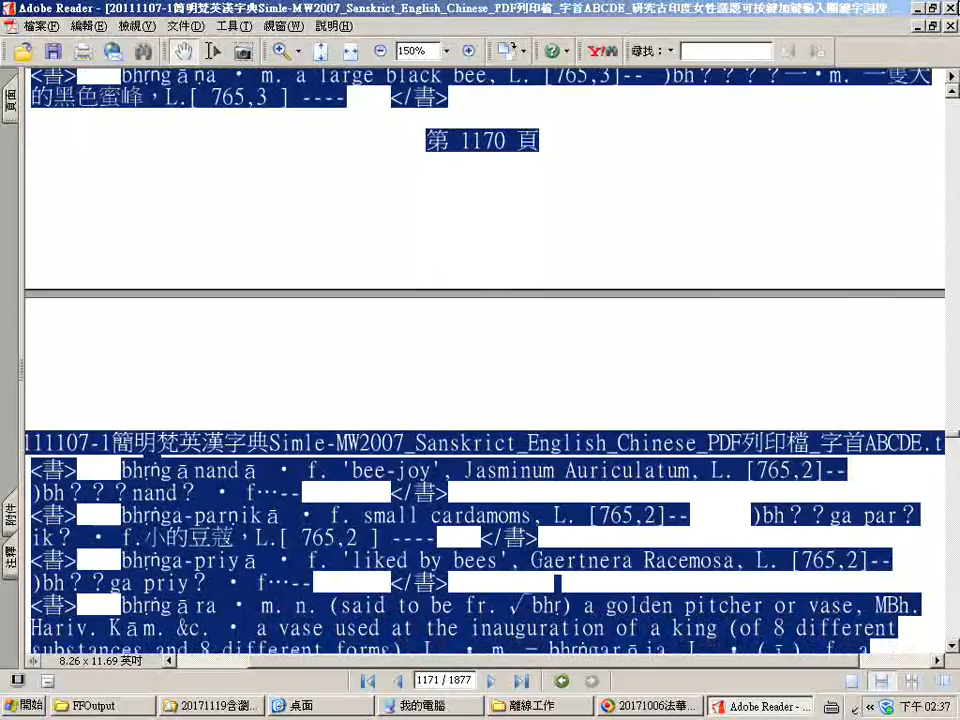 Adobe Reader - [20111107-1簡明梵英漢字典Simle-MW2007_Sanskrict_English_Chinese_PDF列印檔_字首ABCDE_研究古印度女性議題可按鍵加鍵輸入關鍵字詞搜
檔案(F) 編輯(E) 檢視(V) 文件(D) 工具(T) 視窗(W) 說明(H)
150% 尋找：
頁面
<書> bhṛṅgāṇa • m. a large black bee, L. [765,3]-- )bh？？？？一•m. 一隻大
的黑色蜜峰，L.[ 765,3 ] ---- </書>
第 1170 頁
111107-1簡明梵英漢字典Simle-MW2007_Sanskrict_English_Chinese_PDF列印檔_字首ABCDE.t
<書> bhṛṅgānandā • f. 'bee-joy', Jasminum Auriculatum, L. [765,2]--
)bh？？？nand？ • f…-- </書>
<書> bhṛṅga-parṇikā • f. small cardamoms, L. [765,2]-- )bh？？ga par？
ik？ • f.小的豆蔻，L.[ 765,2 ] ---- </書>
<書> bhṛṅga-priyā • f. 'liked by bees', Gaertnera Racemosa, L. [765,2]--
)bh？？ga priy？ • f…-- </書>
<書> bhṛṅgāra • m. n. (said to be fr. √bhṛ) a golden pitcher or vase, MBh.
Hariv. Kām. &c. • a vase used at the inauguration of a king (of 8 different
substances and 8 different forms), L. • m. = bhṛṅgarāja, L. • (ī), f. a
附件
註釋
8.26 x 11.69 英吋
1171 / 1877
開始 FFOutput 20171119含瀏... 桌面 我的電腦 離線工作 20171006法華... Adobe Reader -... 下午 02:37